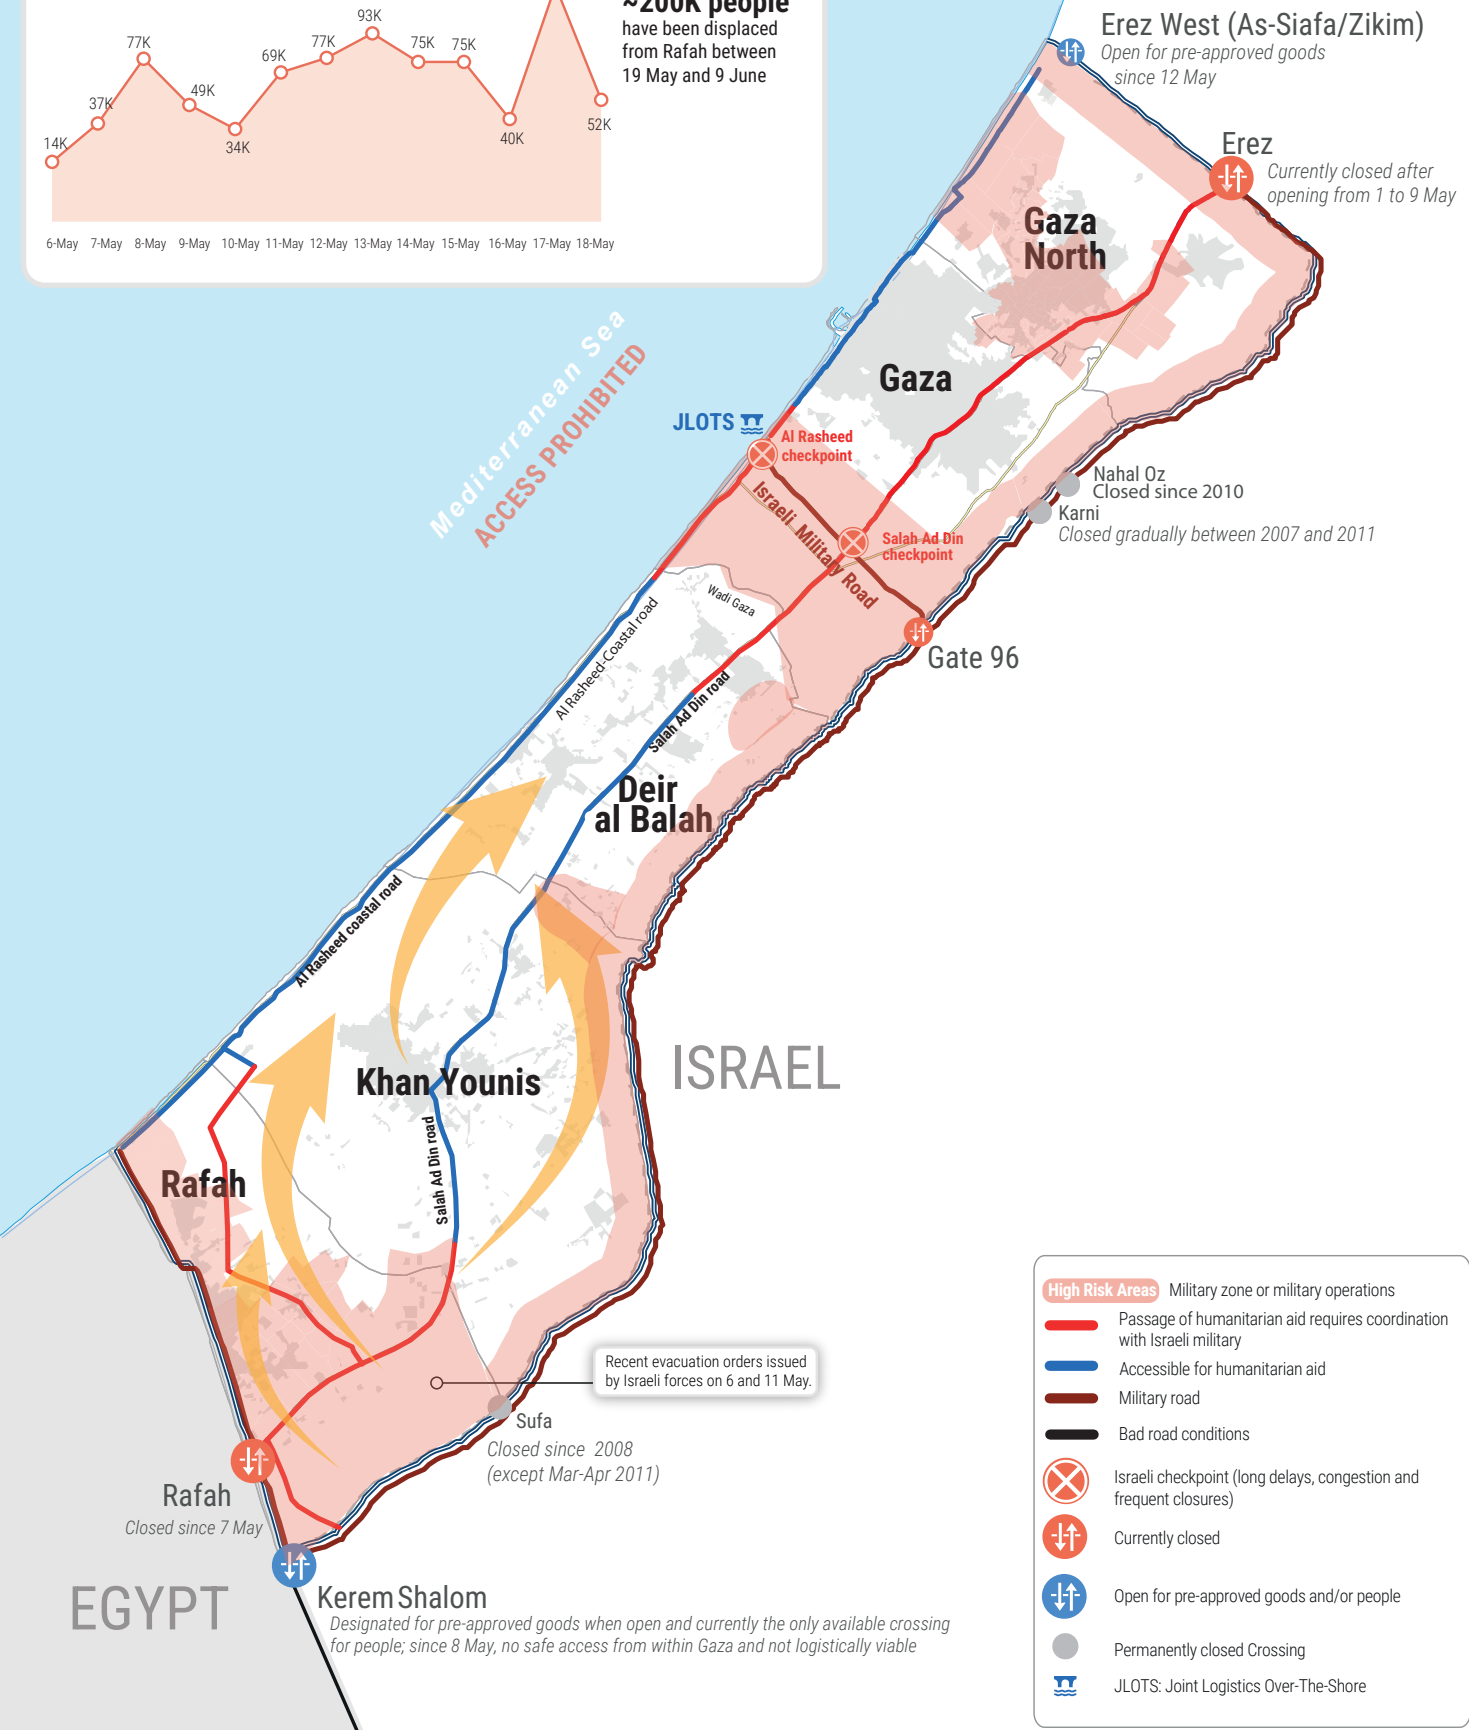 ~200K people
have been displaced
from Rafah between
19 May and 9 June
14K
37K
77K
49K
34K
69K
77K
93K
75K
75K
40K
52K
6-May 7-May 8-May 9-May 10-May 11-May 12-May 13-May 14-May 15-May 16-May 17-May 18-May
Erez West (As-Siafa/Zikim)
Open for pre-approved goods
since 12 May
Erez
Currently closed after
opening from 1 to 9 May
Gaza
North
Mediterranean Sea
ACCESS PROHIBITED
Gaza
JLOTS
Al Rasheed
checkpoint
Israeli Military Road
Salah Ad Din
checkpoint
Nahal Oz
Closed since 2010
Karni
Closed gradually between 2007 and 2011
Wadi Gaza
Gate 96
Al Rasheed-Coastal road
Salah Ad Din road
Deir
al Balah
Al Rasheed coastal road
ISRAEL
Khan Younis
Salah Ad Din road
Rafah
Recent evacuation orders issued
by Israeli forces on 6 and 11 May.
Sufa
Closed since 2008
(except Mar-Apr 2011)
Rafah
Closed since 7 May
EGYPT
Kerem Shalom
Designated for pre-approved goods when open and currently the only available crossing
for people; since 8 May, no safe access from within Gaza and not logistically viable
High Risk Areas Military zone or military operations
Passage of humanitarian aid requires coordination
with Israeli military
Accessible for humanitarian aid
Military road
Bad road conditions
Israeli checkpoint (long delays, congestion and
frequent closures)
Currently closed
Open for pre-approved goods and/or people
Permanently closed Crossing
JLOTS: Joint Logistics Over-The-Shore